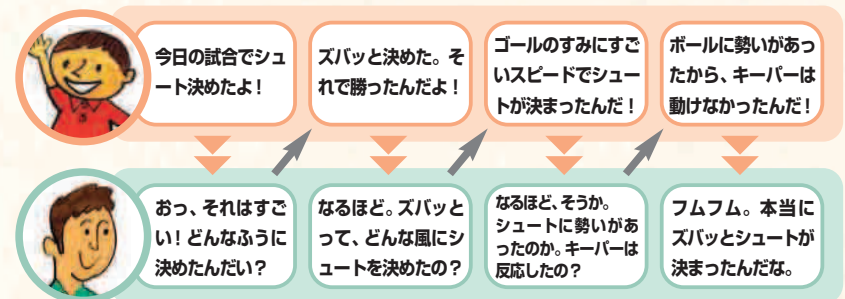 今日の試合でシュ
ート決めたよ！
おっ、それはすご
い！どんなふうに
決めたんだい？
ズバッと決めた。そ
れで勝ったんだよ！
なるほど。ズバッと
って、どんな風にシ
ュートを決めたの？
ゴールのすみにすご
いスピードでシュー
トが決まったんだ！
なるほど、そうか。
シュートに勢いがあ
ったのか。キーパーは
反応したの？
ボールに勢いがあっ
たから、キーパーは
動けなかったんだ！
フムフム。本当に
ズバッとシュートが
決まったんだな。